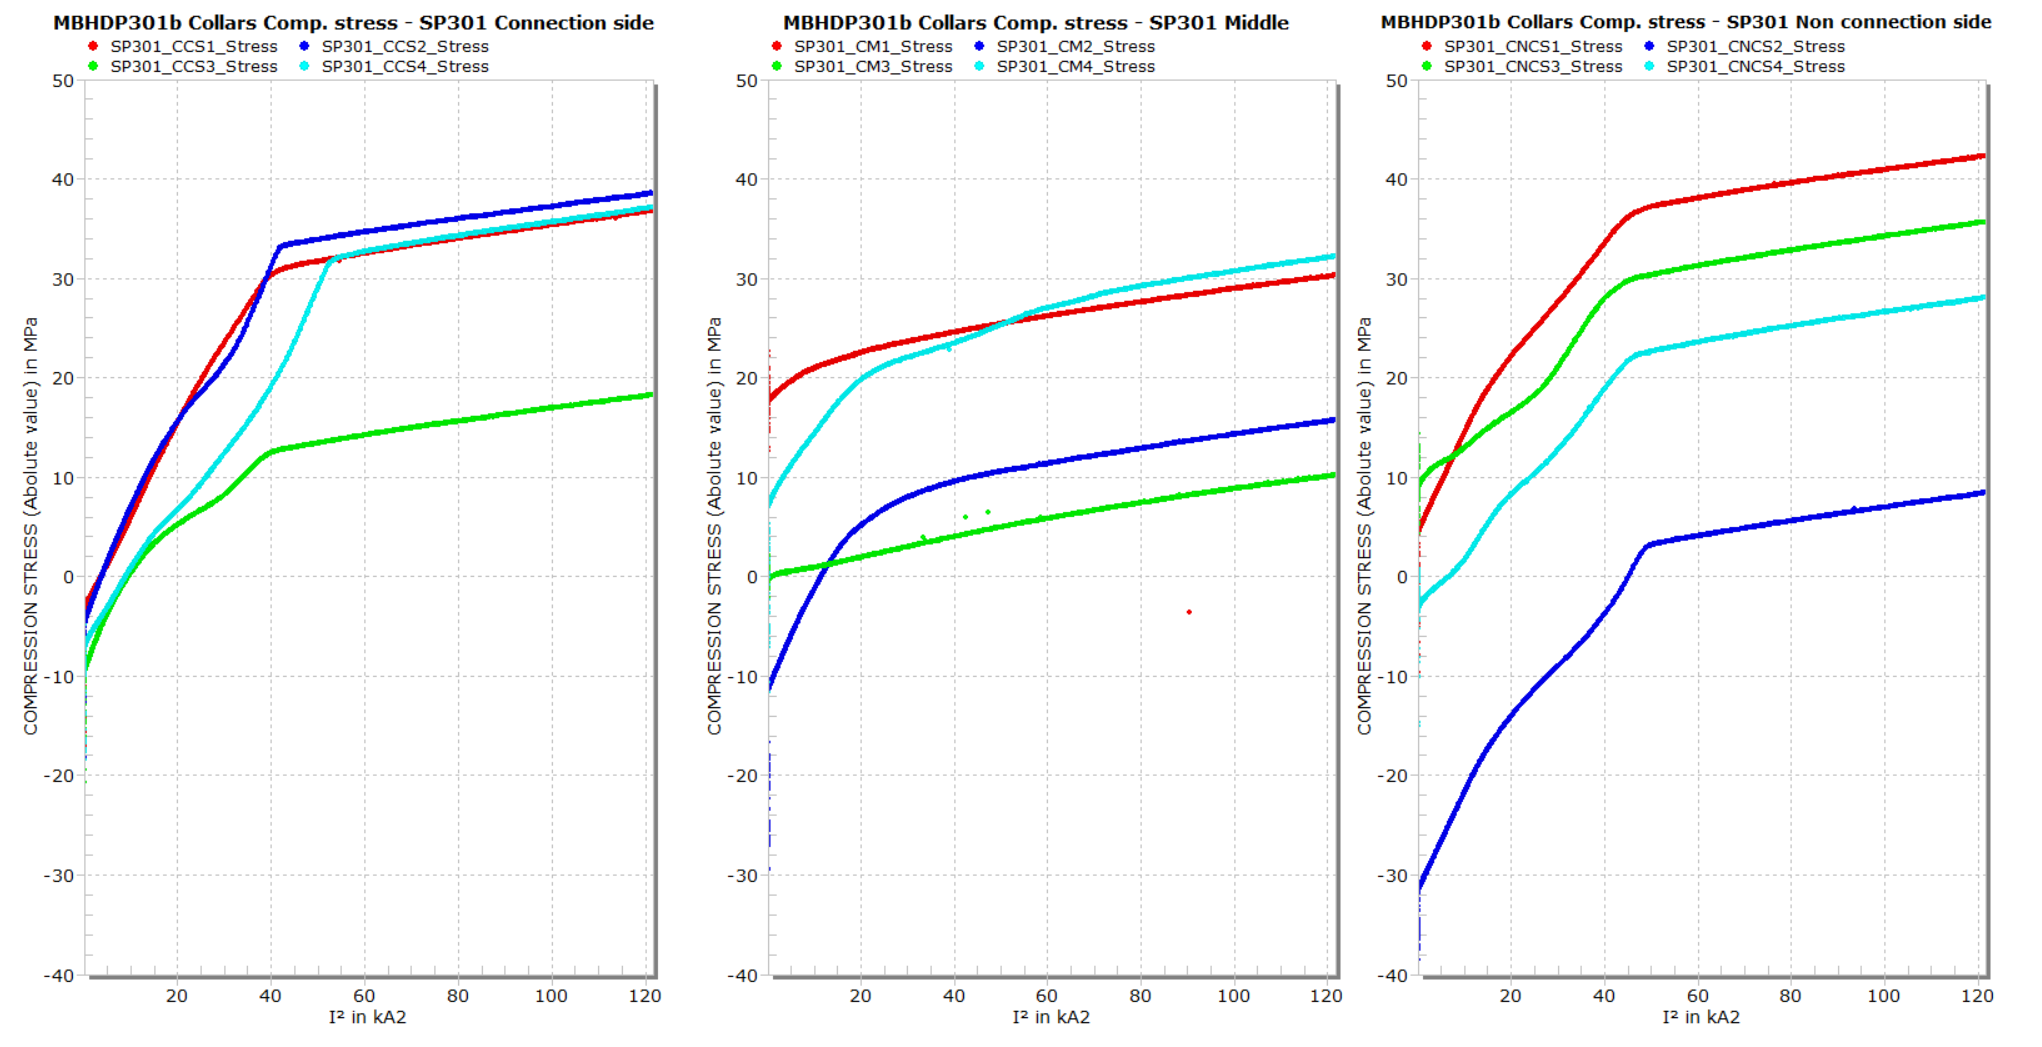 MBHDP301b Collars Comp. stress - SP301 Connection side
SP301_CCS1_Stress SP301_CCS2_Stress
SP301_CCS3_Stress SP301_CCS4_Stress
50
40
30
20
10
0
-10
-20
-30
-40
COMPRESSION STRESS (Abolute value) in MPa
20 40 60 80 100 120
I² in kA2
MBHDP301b Collars Comp. stress - SP301 Middle
SP301_CM1_Stress SP301_CM2_Stress
SP301_CM3_Stress SP301_CM4_Stress
50
40
30
20
10
0
-10
-20
-30
-40
COMPRESSION STRESS (Abolute value) in MPa
20 40 60 80 100 120
I² in kA2
MBHDP301b Collars Comp. stress - SP301 Non connection side
SP301_CNCS1_Stress SP301_CNCS2_Stress
SP301_CNCS3_Stress SP301_CNCS4_Stress
50
40
30
20
10
0
-10
-20
-30
-40
COMPRESSION STRESS (Abolute value) in MPa
20 40 60 80 100 120
I² in kA2